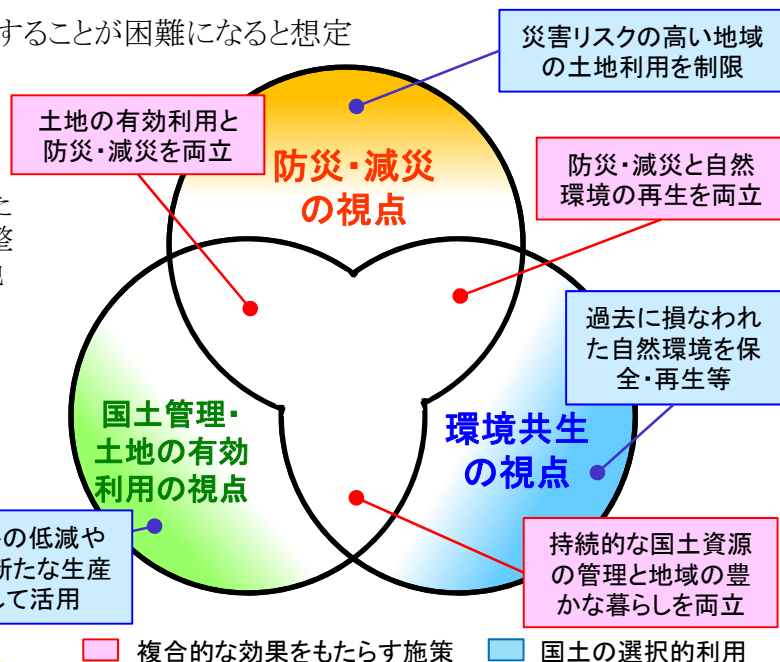 することが困難になると想定
災害リスクの高い地域
の土地利用を制限
土地の有効利用と
防災・減災を両立
防災・減災
の視点
防災・減災と自然
環境の再生を両立
た
整
過去に損なわれ
た自然環境を保
全・再生等
国土管理・
土地の有効
利用の視点
環境共生
の視点
の低減や
新たな生産
して活用
持続的な国土資源
の管理と地域の豊
かな暮らしを両立
複合的な効果をもたらす施策
国土の選択的利用